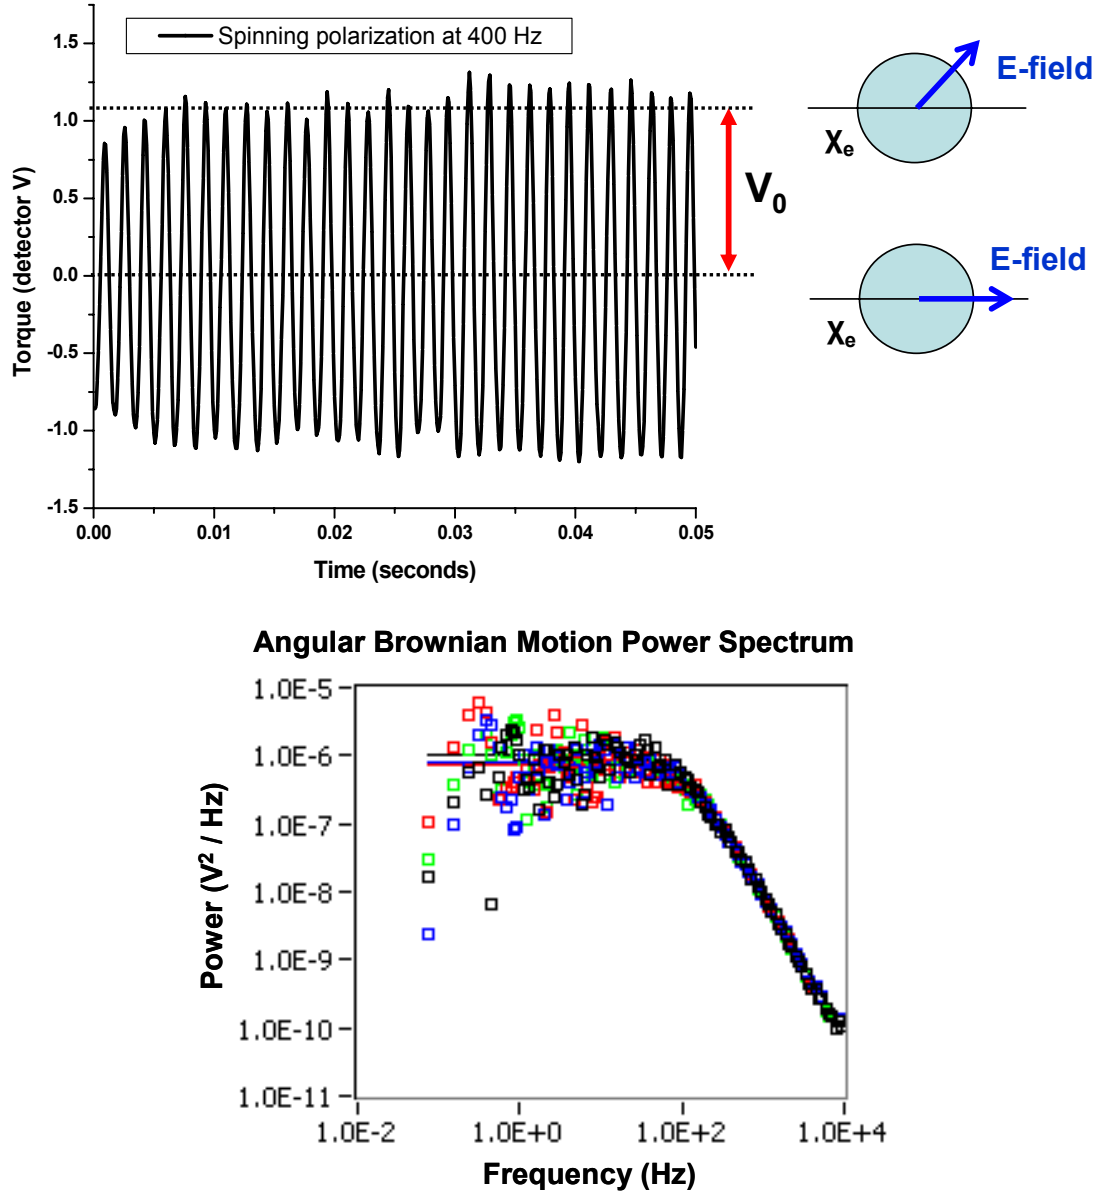 Spinning polarization at 400 Hz
1.5
1.0
0.5
0.0
-0.5
-1.0
-1.5
Torque (detector V)
0.00 0.01 0.02 0.03 0.04 0.05
Time (seconds)
V₀
E-field
χₑ
E-field
χₑ
Angular Brownian Motion Power Spectrum
1.0E-5
1.0E-6
1.0E-7
1.0E-8
1.0E-9
1.0E-10
1.0E-11
Power (V² / Hz)
1.0E-2 1.0E+0 1.0E+2 1.0E+4
Frequency (Hz)